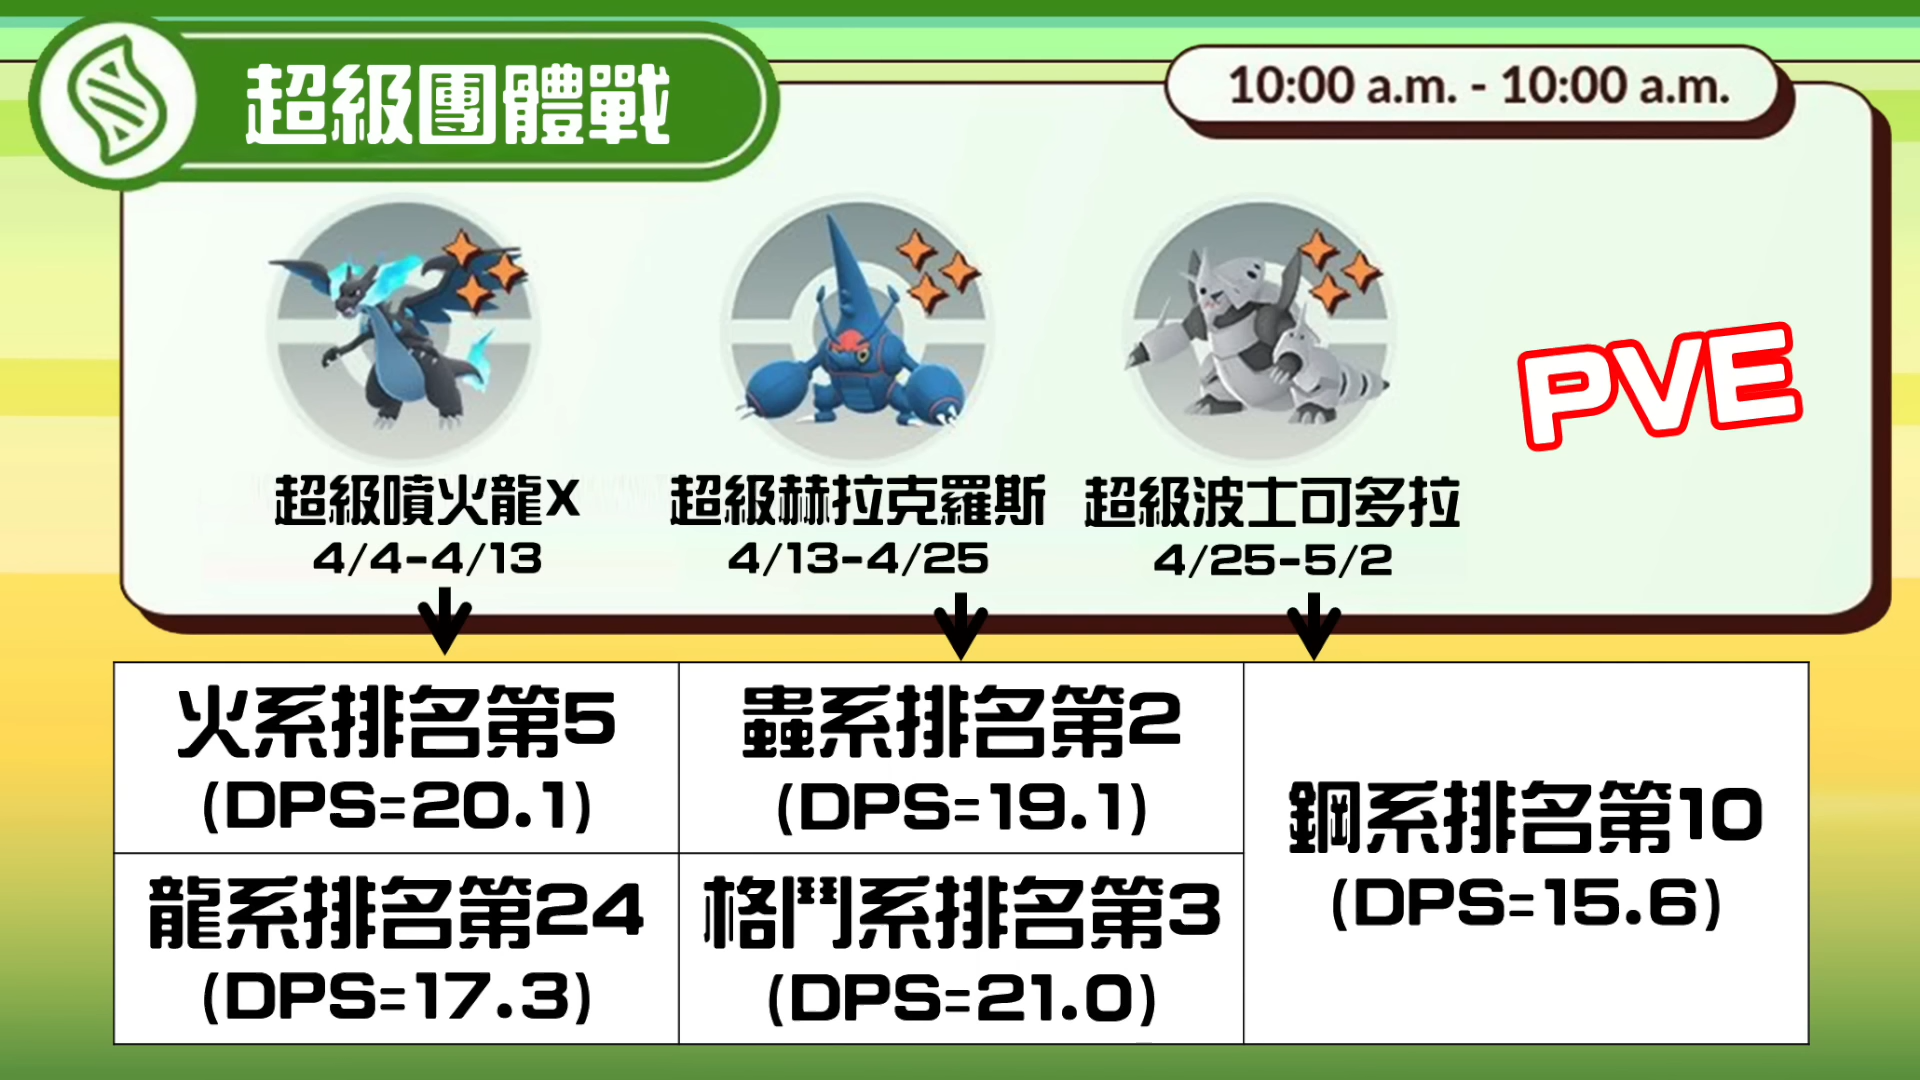 超級團體戰
10:00 a.m. - 10:00 a.m.
PVE
超級噴火龍X
4/4-4/13
超級赫拉克羅斯
4/13-4/25
超級波士可多拉
4/25-5/2
火系排名第5
(DPS=20.1)
蟲系排名第2
(DPS=19.1)
鋼系排名第10
(DPS=15.6)
龍系排名第24
(DPS=17.3)
格鬥系排名第3
(DPS=21.0)